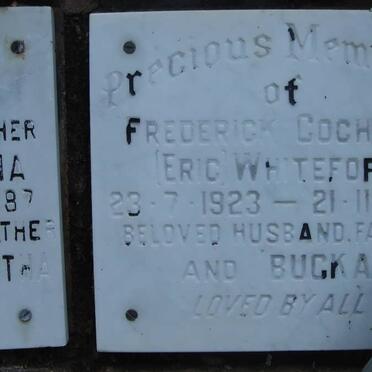 HER
NA
87
THER
THA
Precious Mem
of
FREDERICK COCH
(ERIC) WHITEFOR
23-7-1923 — 21-11
BELOVED HUSBAND, FA
AND BUCKA
LOVED BY ALL